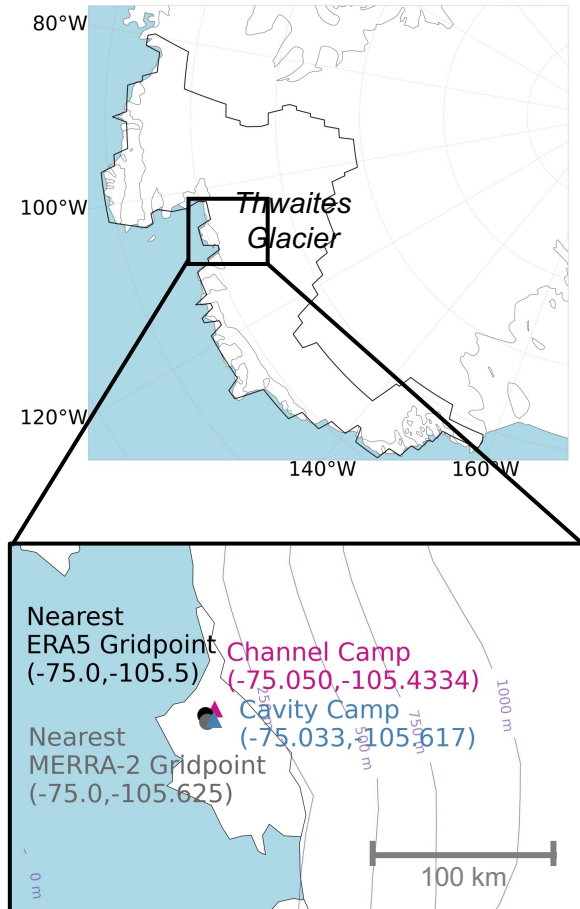 80°W
100°W
Thwaites
Glacier
120°W
140°W
160°W
Nearest
ERA5 Gridpoint
(-75.0,-105.5)
Channel Camp
(-75.050,-105.4334)
Cavity Camp
(-75.033,-105.617)
Nearest
MERRA-2 Gridpoint
(-75.0,-105.625)
250 m
500 m
750 m
1000 m
0 m
100 km